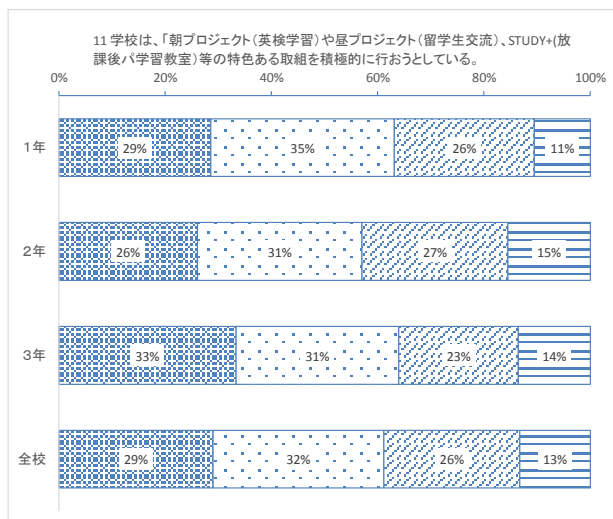 11 学校は、「朝プロジェクト(英検学習)や昼プロジェクト(留学生交流)、STUDY+(放
課後パ学習教室)等の特色ある取組を積極的に行おうとしている。
0% 20% 40% 60% 80% 100%
1年 29% 35% 26% 11%
2年 26% 31% 27% 15%
3年 33% 31% 23% 14%
全校 29% 32% 26% 13%